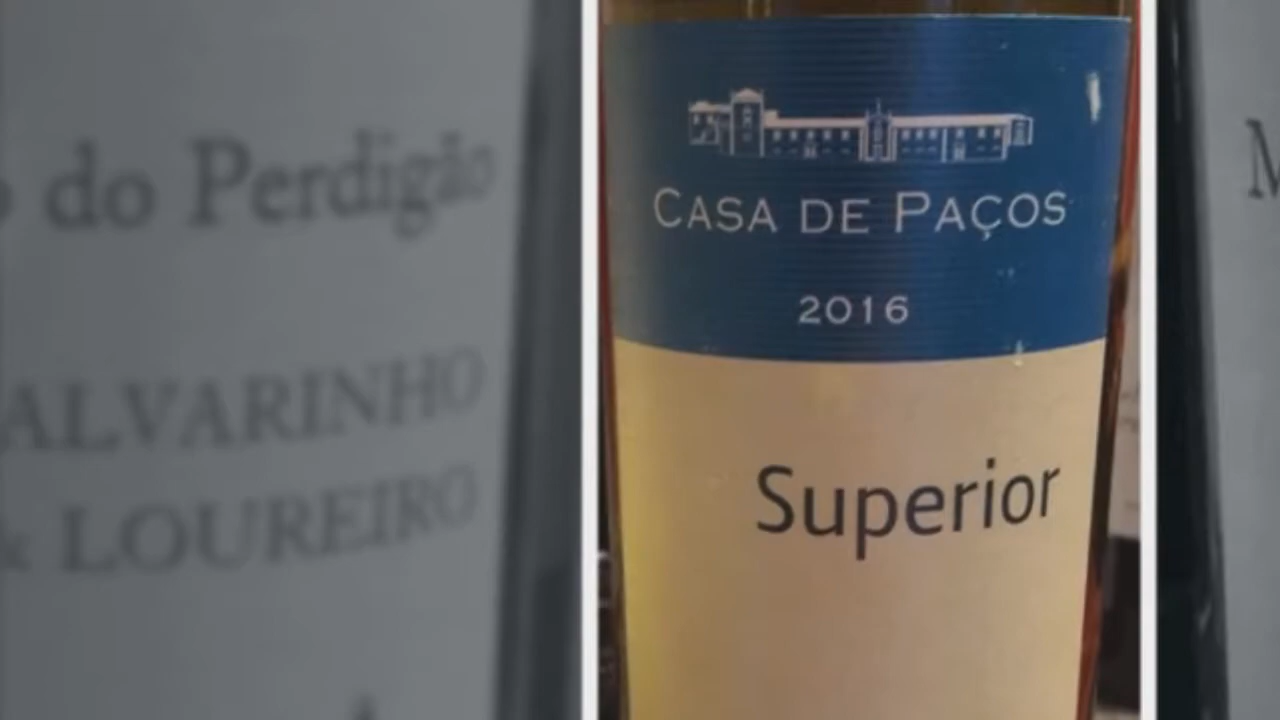 do Perdigão
ALVARINHO
& LOUREIRO
CASA DE PAÇOS
2016
Superior
M